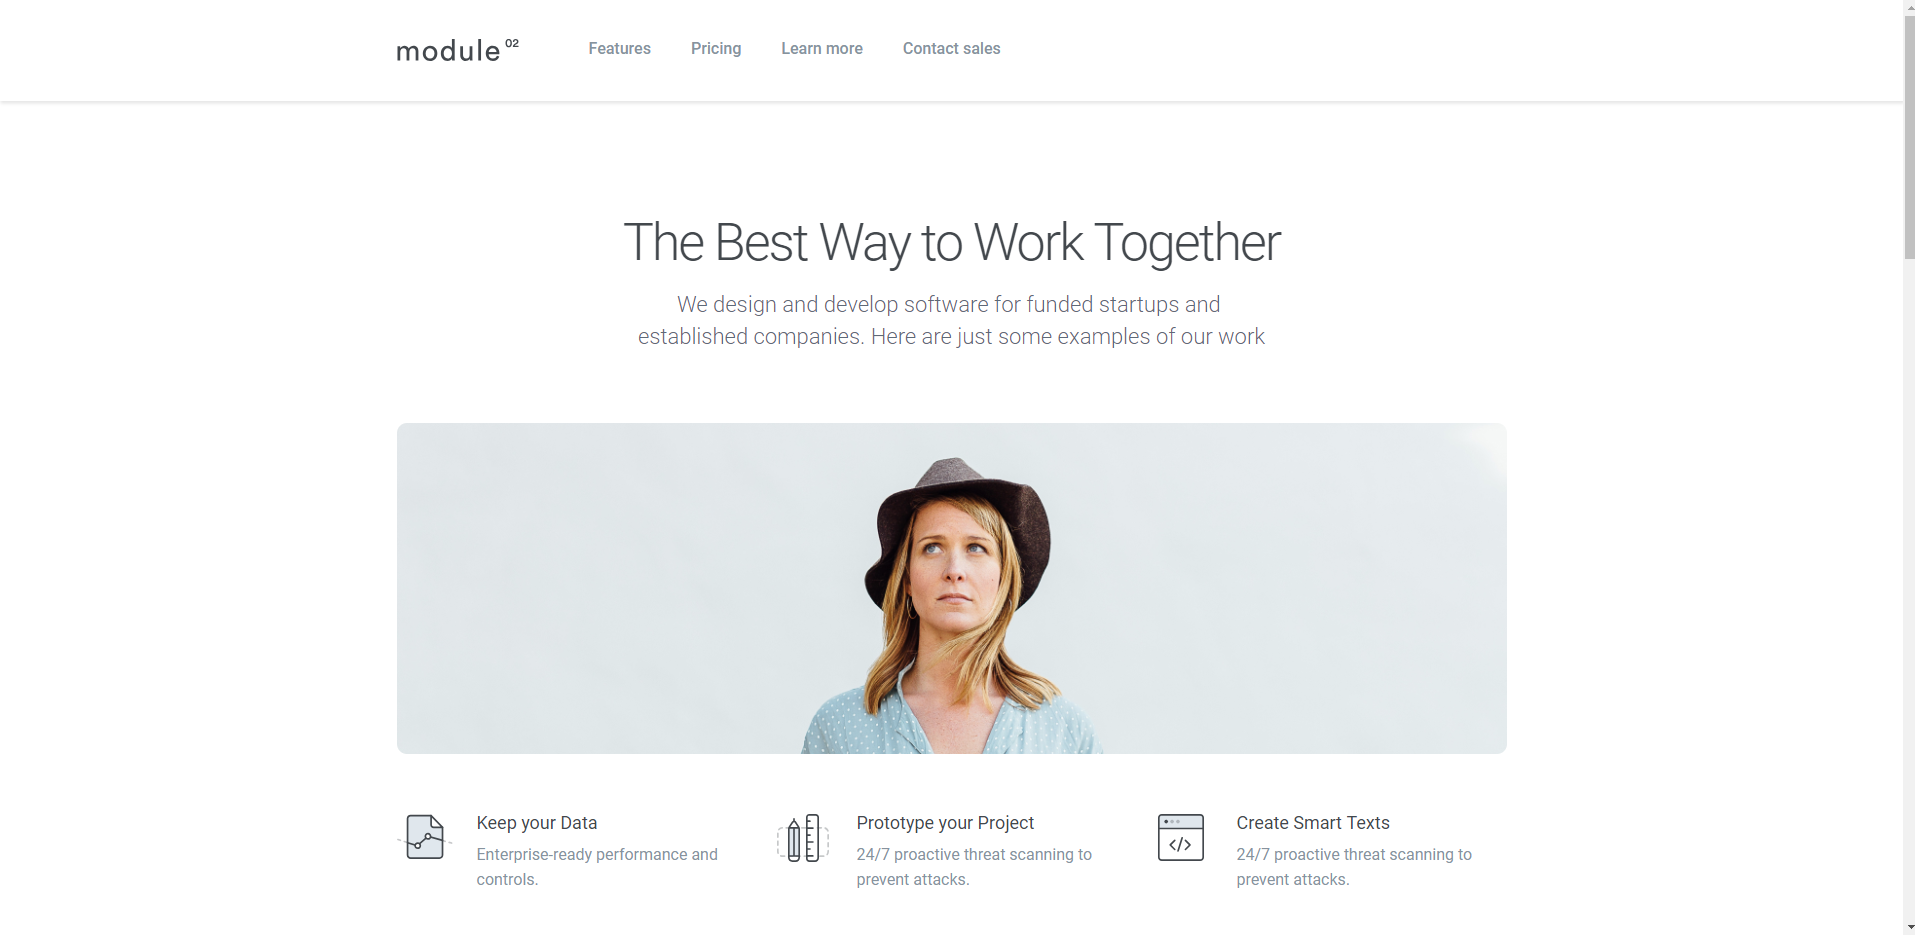 module 02
Features
Pricing
Learn more
Contact sales
The Best Way to Work Together
We design and develop software for funded startups and
established companies. Here are just some examples of our work
Keep your Data
Enterprise-ready performance and
controls.
Prototype your Project
24/7 proactive threat scanning to
prevent attacks.
Create Smart Texts
24/7 proactive threat scanning to
prevent attacks.